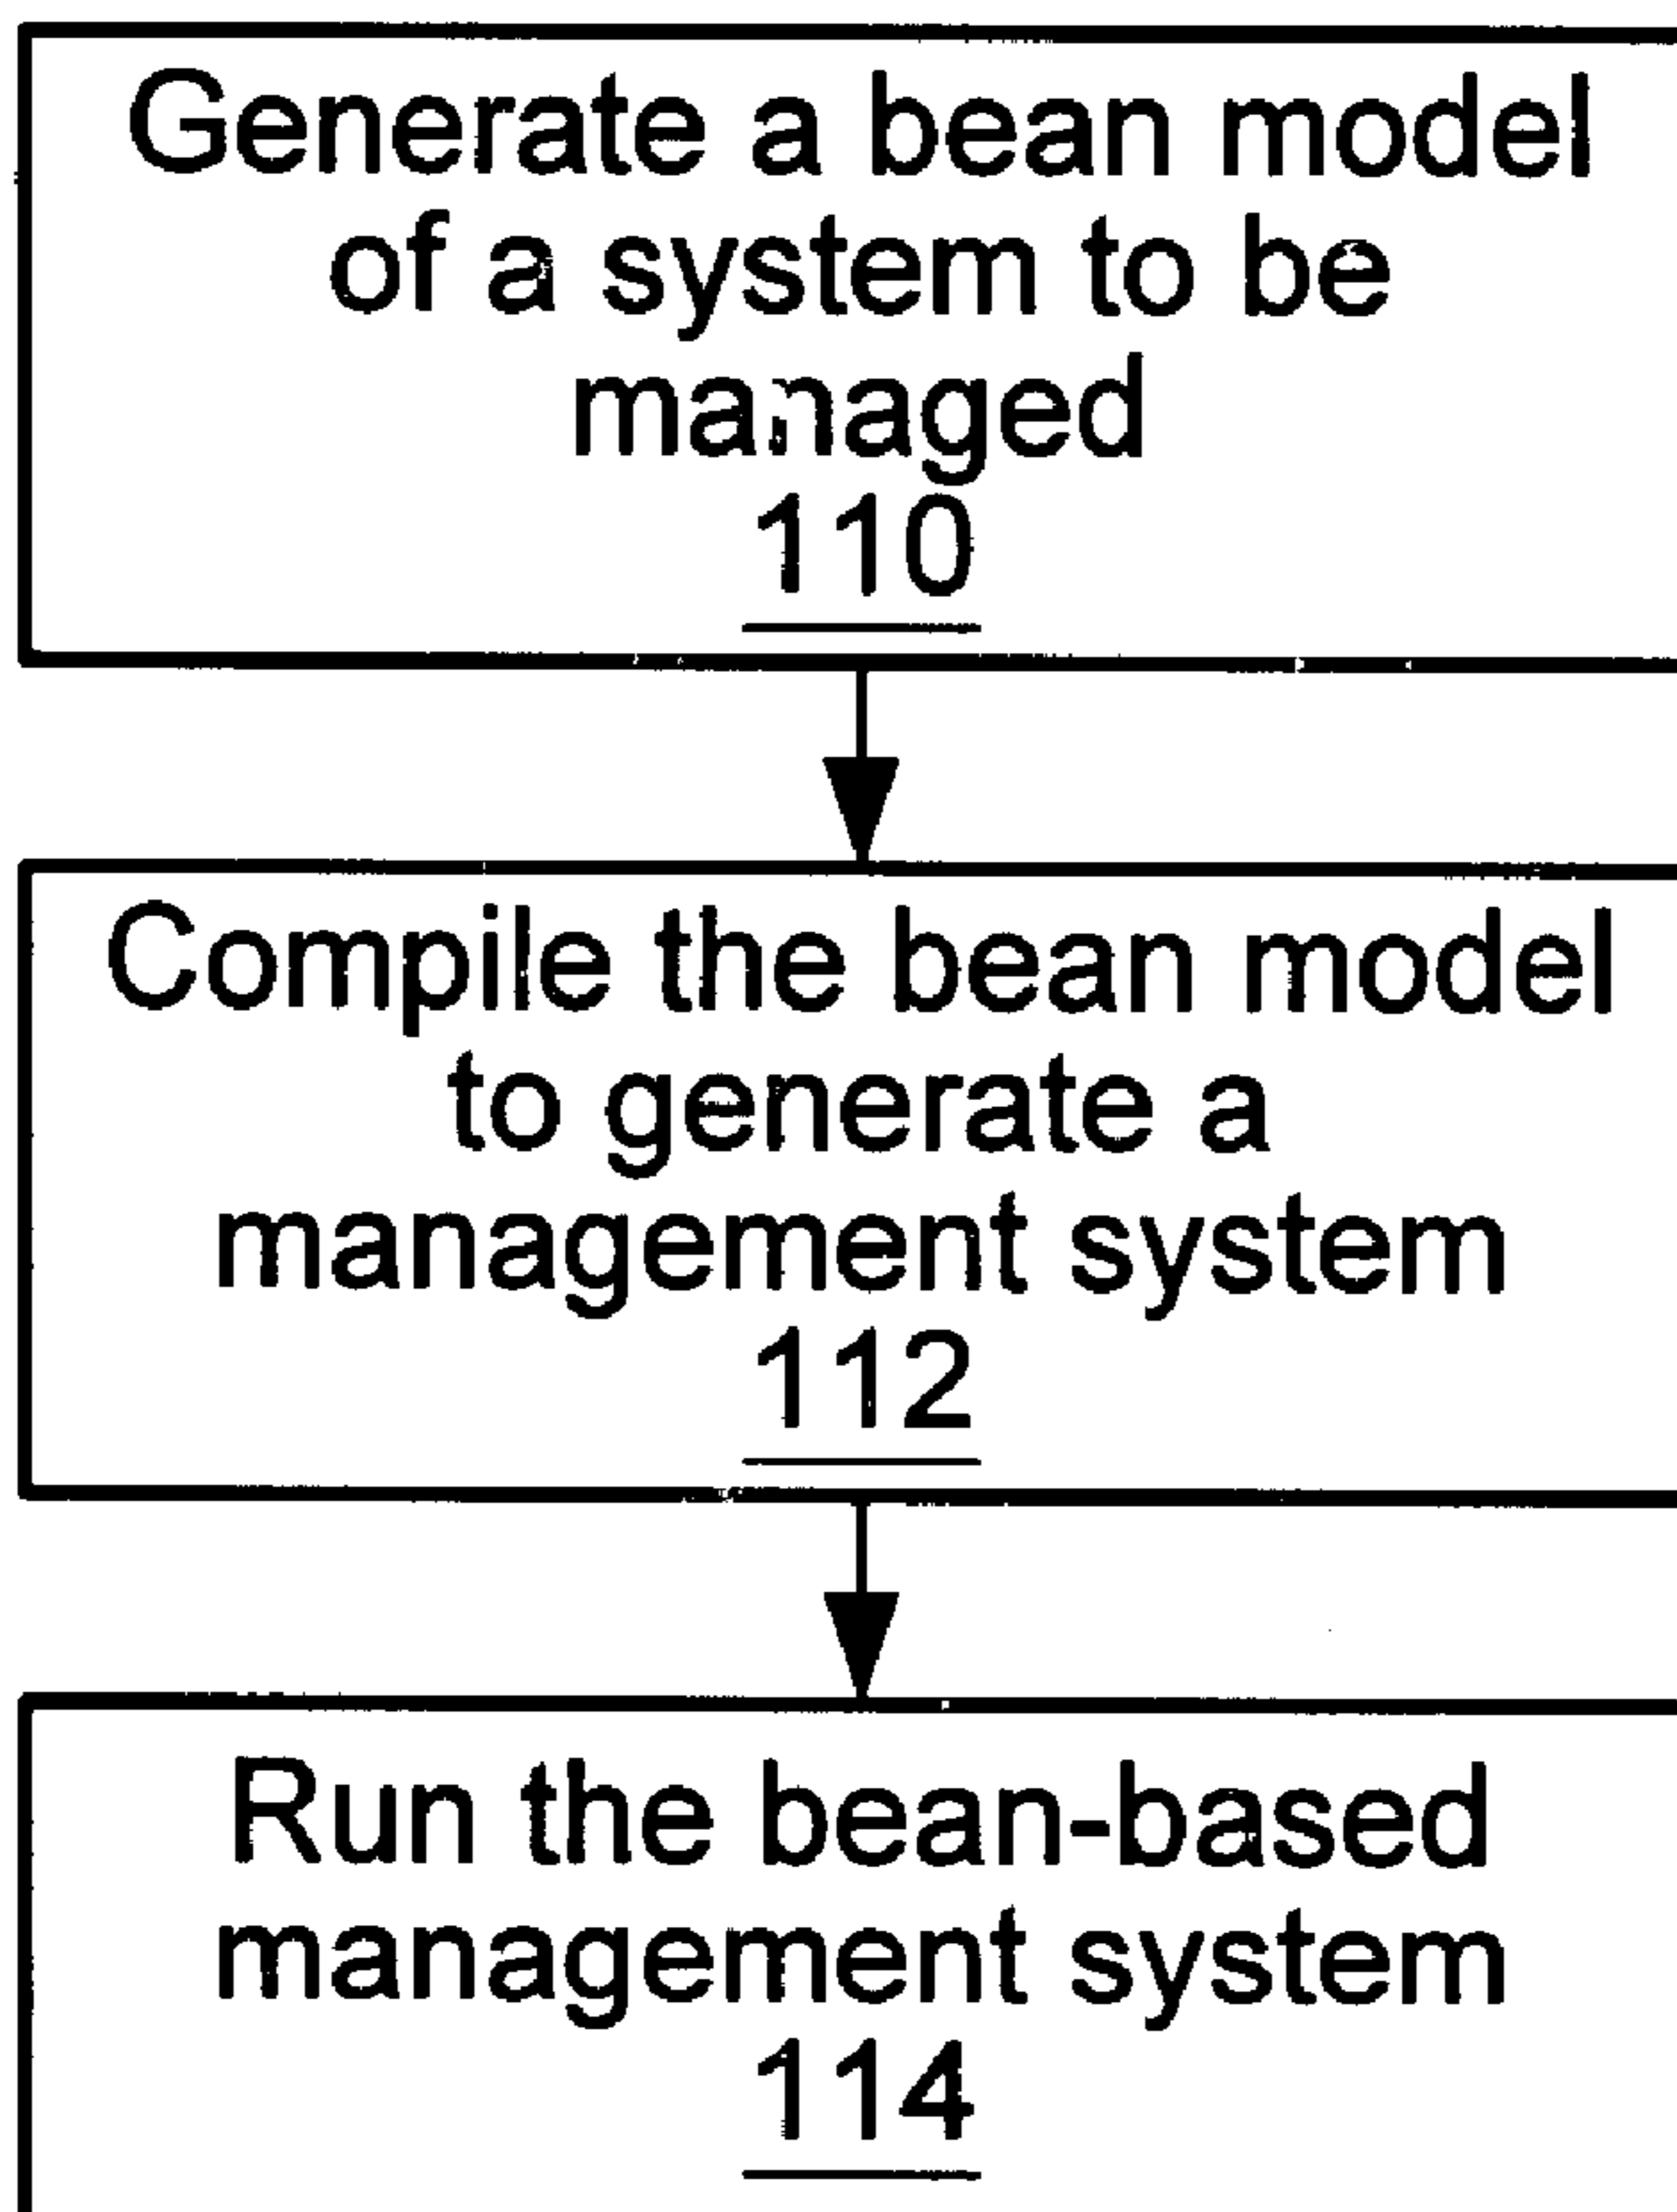 Generate a bean model
of a system to be
managed
110
Compile the bean model
to generate a
management system
112
Run the bean-based
management system
114